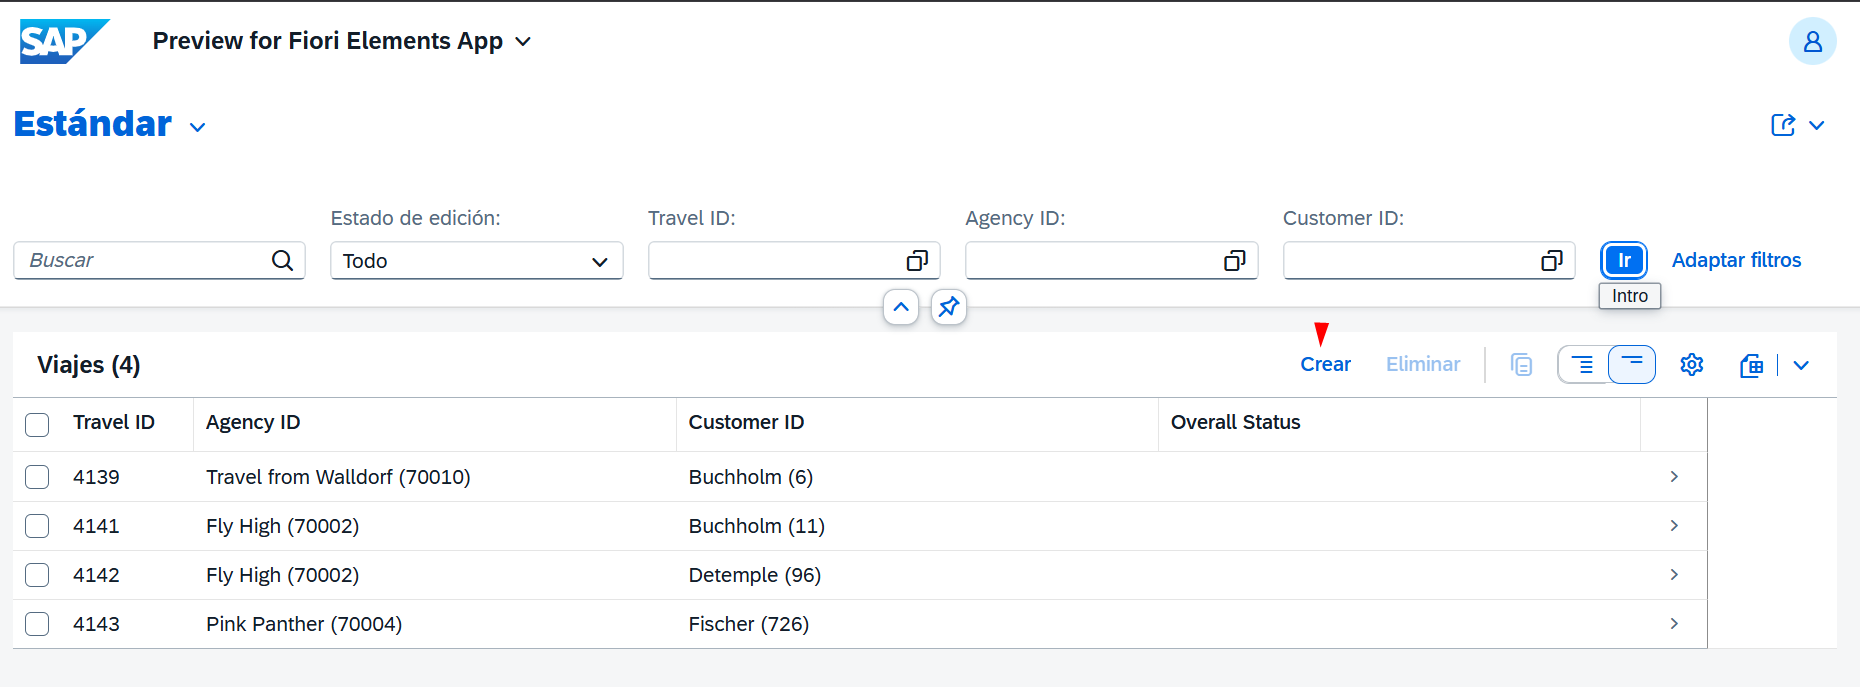 SAP Preview for Fiori Elements App
Estándar
Estado de edición: Travel ID: Agency ID: Customer ID:
Buscar Todo Ir Adaptar filtros
Intro
Viajes (4) Crear Eliminar
Travel ID Agency ID Customer ID Overall Status
4139 Travel from Walldorf (70010) Buchholm (6)
4141 Fly High (70002) Buchholm (11)
4142 Fly High (70002) Detemple (96)
4143 Pink Panther (70004) Fischer (726)